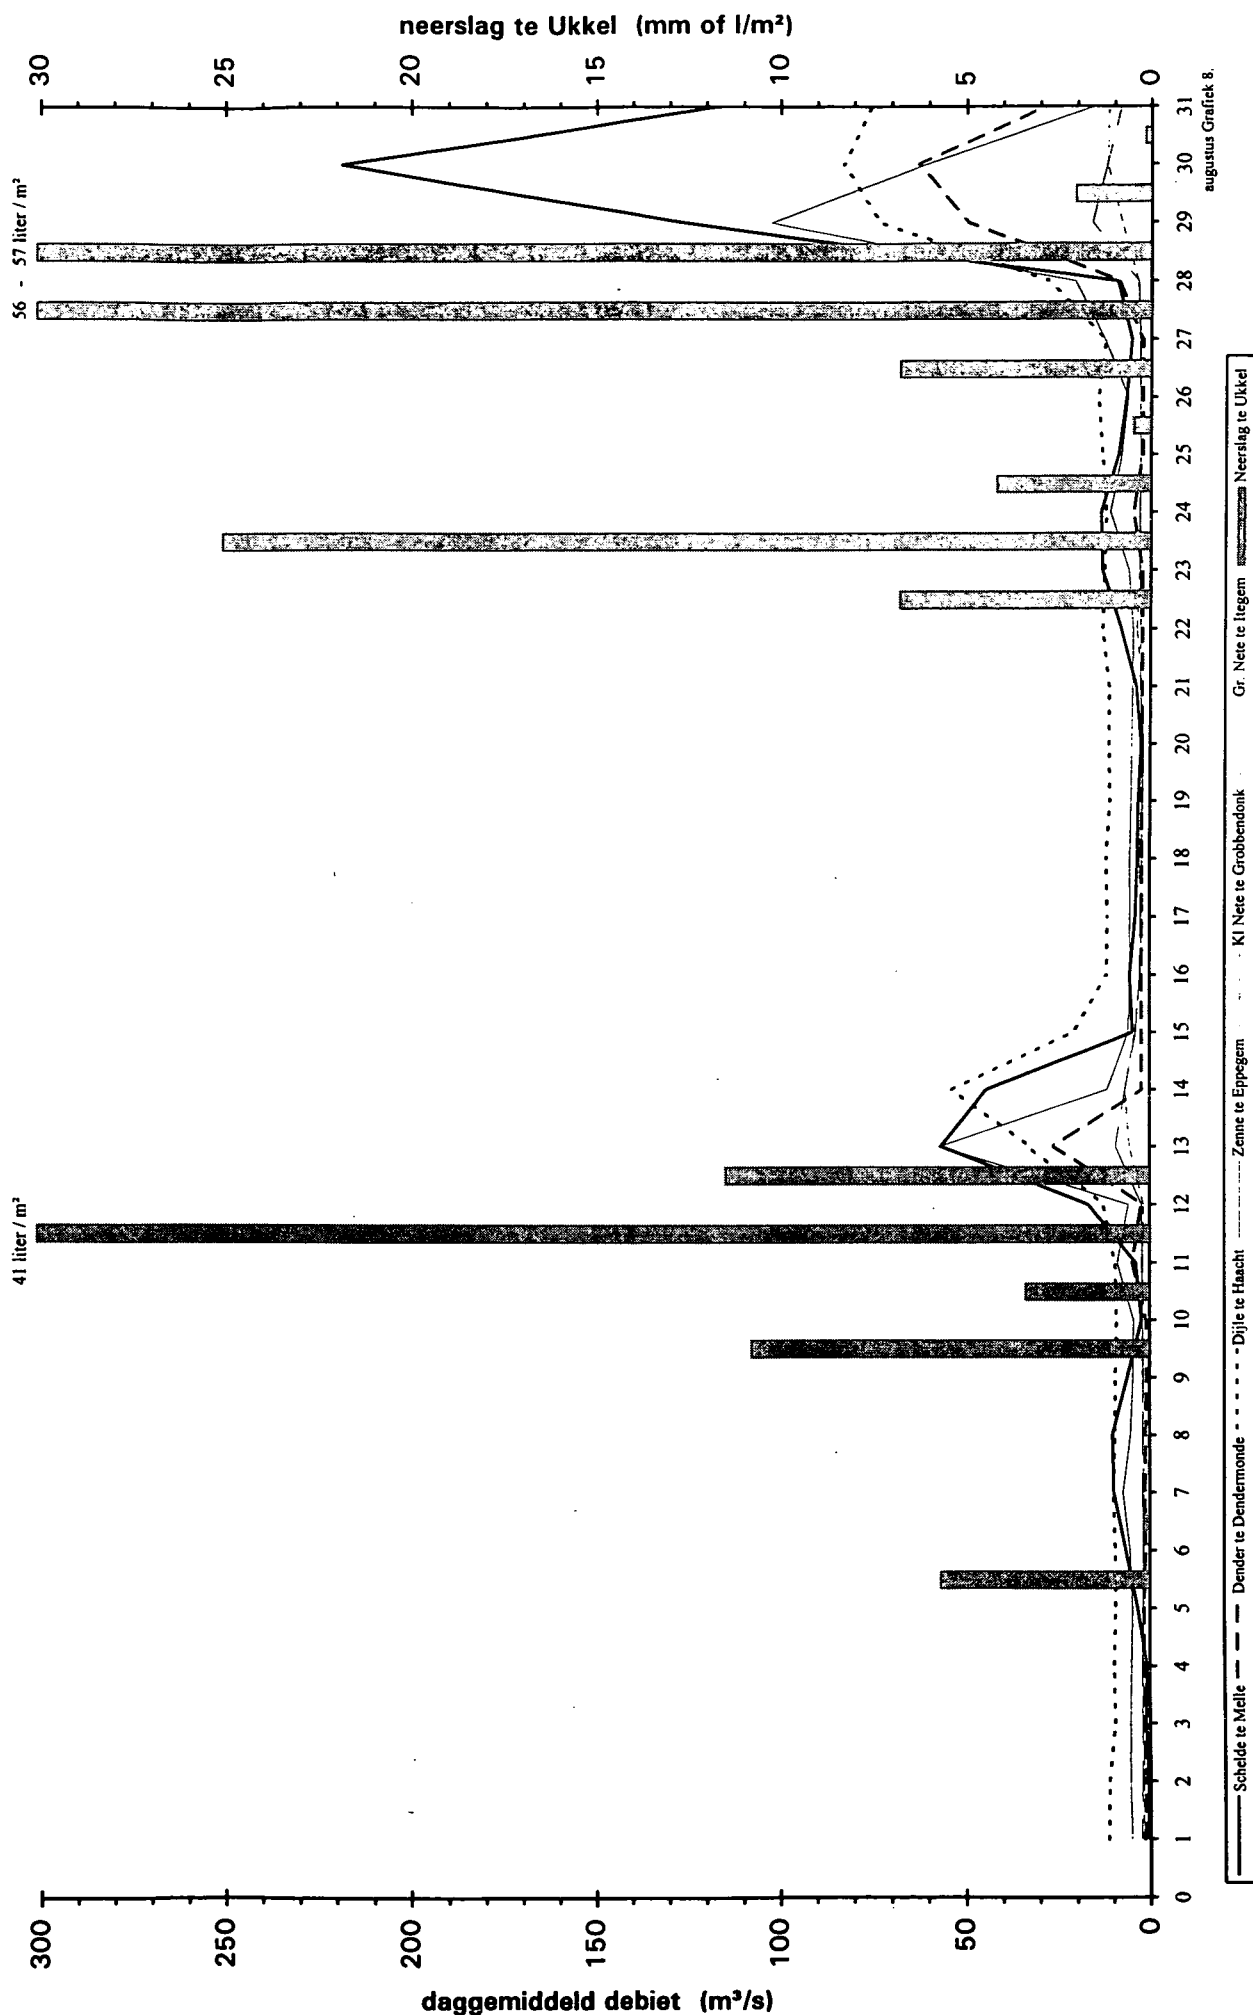 neerslag te Ukkel (mm of l/m²)
30 25 20 15 10 5 0
41 liter / m²
56 - 57 liter / m²
0 1 2 3 4 5 6 7 8 9 10 11 12 13 14 15 16 17 18 19 20 21 22 23 24 25 26 27 28 29 30 31
augustus Grafiek 8.
300 250 200 150 100 50 0
daggemiddeld debiet (m³/s)
Schelde te Melle Dender te Dendermonde Dijle te Haacht Zenne te Eppegem Kl Nete te Grobbendonk Gr. Nete te Itegem Neerslag te Ukkel